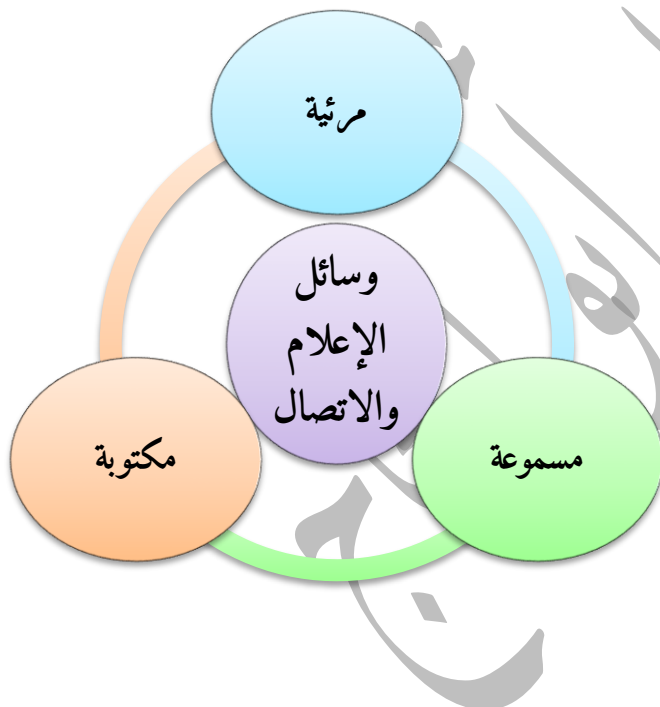 مرئية
وسائل
الإعلام
والاتصال
مسموعة
مكتوبة